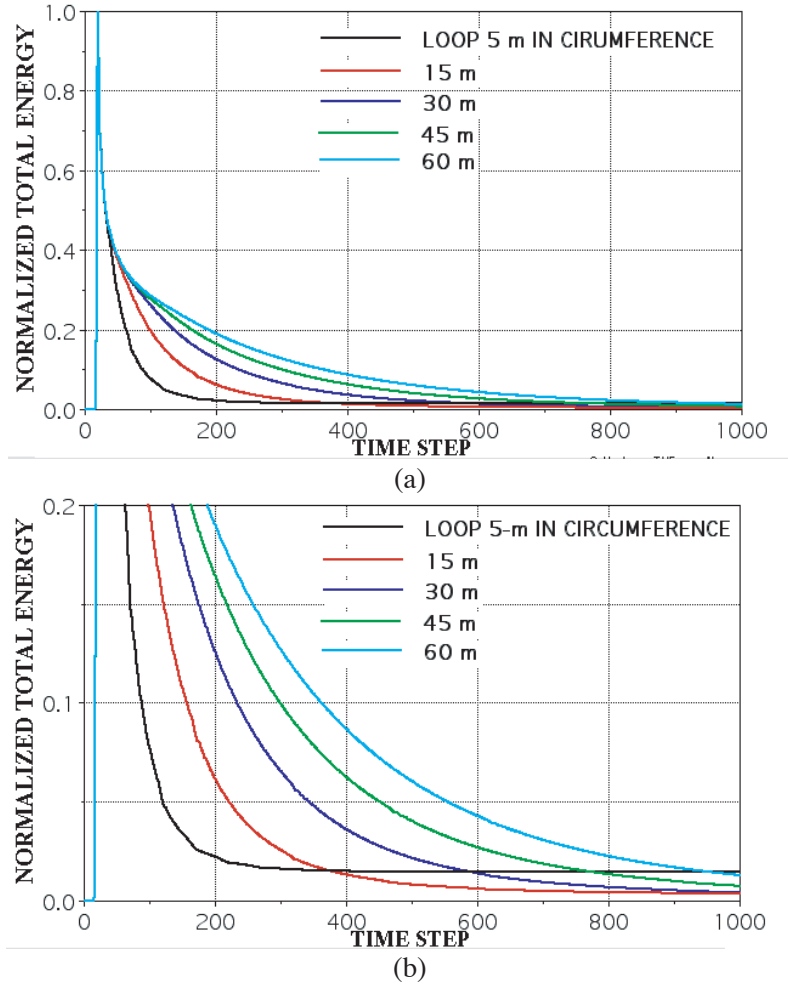 NORMALIZED TOTAL ENERGY
1.0
0.8
0.6
0.4
0.2
0.0
LOOP 5 m IN CIRUMFERENCE
15 m
30 m
45 m
60 m
0 200 400 600 800 1000
TIME STEP
(a)
NORMALIZED TOTAL ENERGY
0.2
0.1
0.0
LOOP 5-m IN CIRCUMFERENCE
15 m
30 m
45 m
60 m
0 200 400 600 800 1000
TIME STEP
(b)